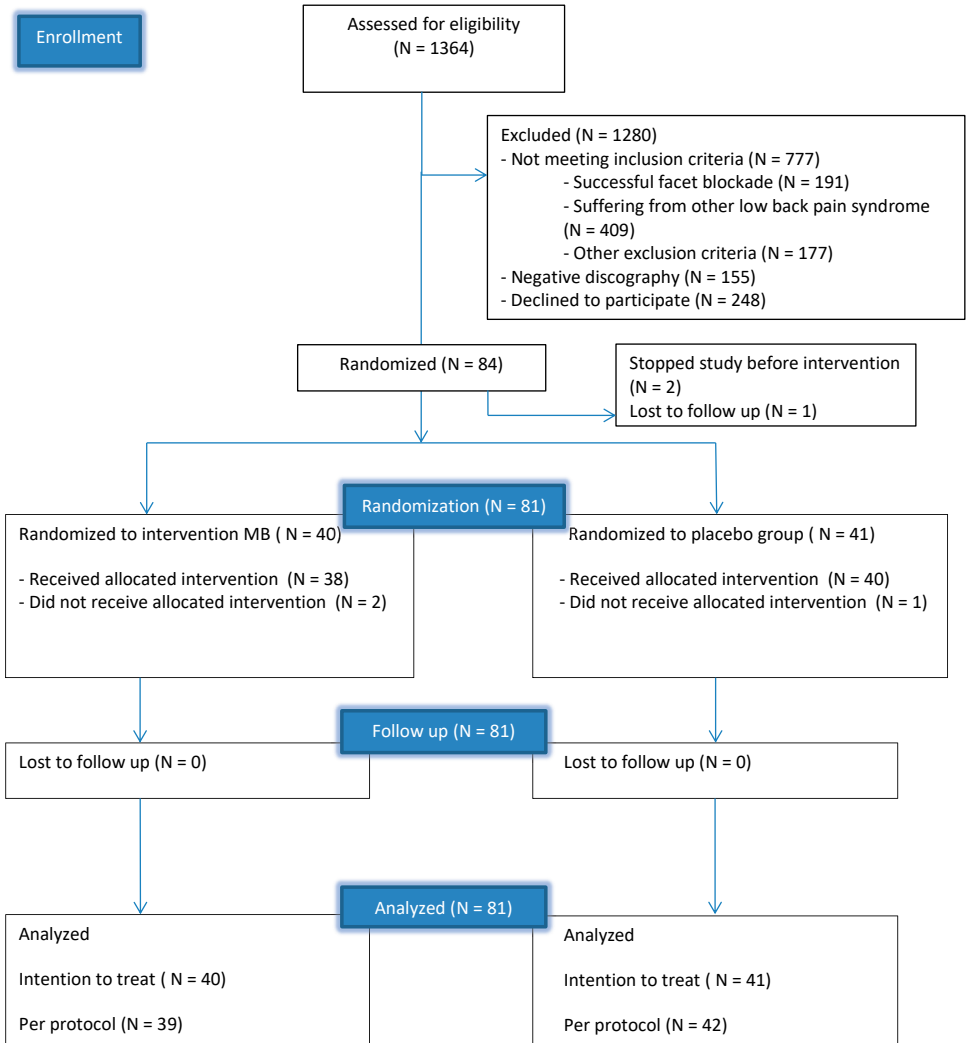 Enrollment
Assessed for eligibility
(N = 1364)
Excluded (N = 1280)
- Not meeting inclusion criteria (N = 777)
- Successful facet blockade (N = 191)
- Suffering from other low back pain syndrome
(N = 409)
- Other exclusion criteria (N = 177)
- Negative discography (N = 155)
- Declined to participate (N = 248)
Randomized (N = 84)
Stopped study before intervention
(N = 2)
Lost to follow up (N = 1)
Randomization (N = 81)
Randomized to intervention MB ( N = 40)
- Received allocated intervention (N = 38)
- Did not receive allocated intervention (N = 2)
Randomized to placebo group ( N = 41)
- Received allocated intervention (N = 40)
- Did not receive allocated intervention (N = 1)
Follow up (N = 81)
Lost to follow up (N = 0)
Lost to follow up (N = 0)
Analyzed (N = 81)
Analyzed
Intention to treat ( N = 40)
Per protocol (N = 39)
Analyzed
Intention to treat (N = 41)
Per protocol (N = 42)